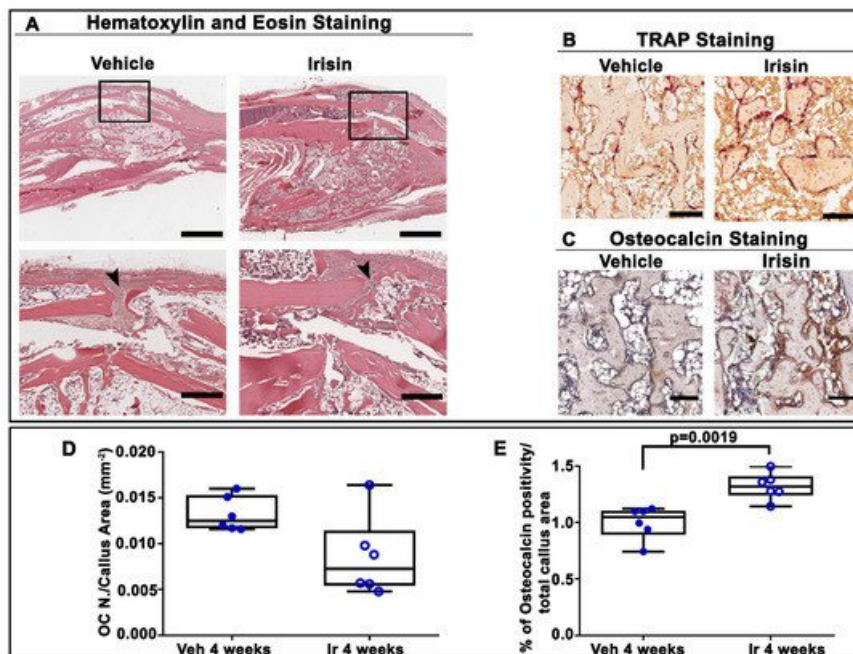 A
Hematoxylin and Eosin Staining
Vehicle
Irisin
B
TRAP Staining
Vehicle
Irisin
C
Osteocalcin Staining
Vehicle
Irisin
D
OC N./Callus Area (mm⁻²)
0.020
0.015
0.010
0.005
0.000
Veh 4 weeks
Ir 4 weeks
E
p=0.0019
% of Osteocalcin positivity/
total callus area
1.5
1.0
0.5
0.0
Veh 4 weeks
Ir 4 weeks